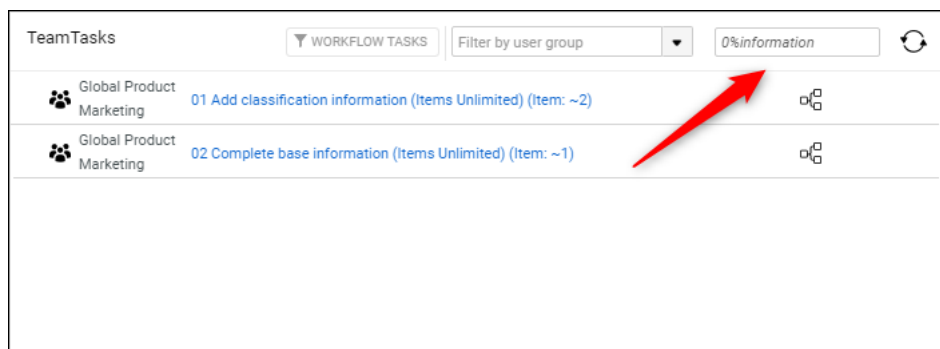 TeamTasks
WORKFLOW TASKS
Filter by user group
0%information
Global Product
Marketing
01 Add classification information (Items Unlimited) (Item: ~2)
Global Product
Marketing
02 Complete base information (Items Unlimited) (Item: ~1)